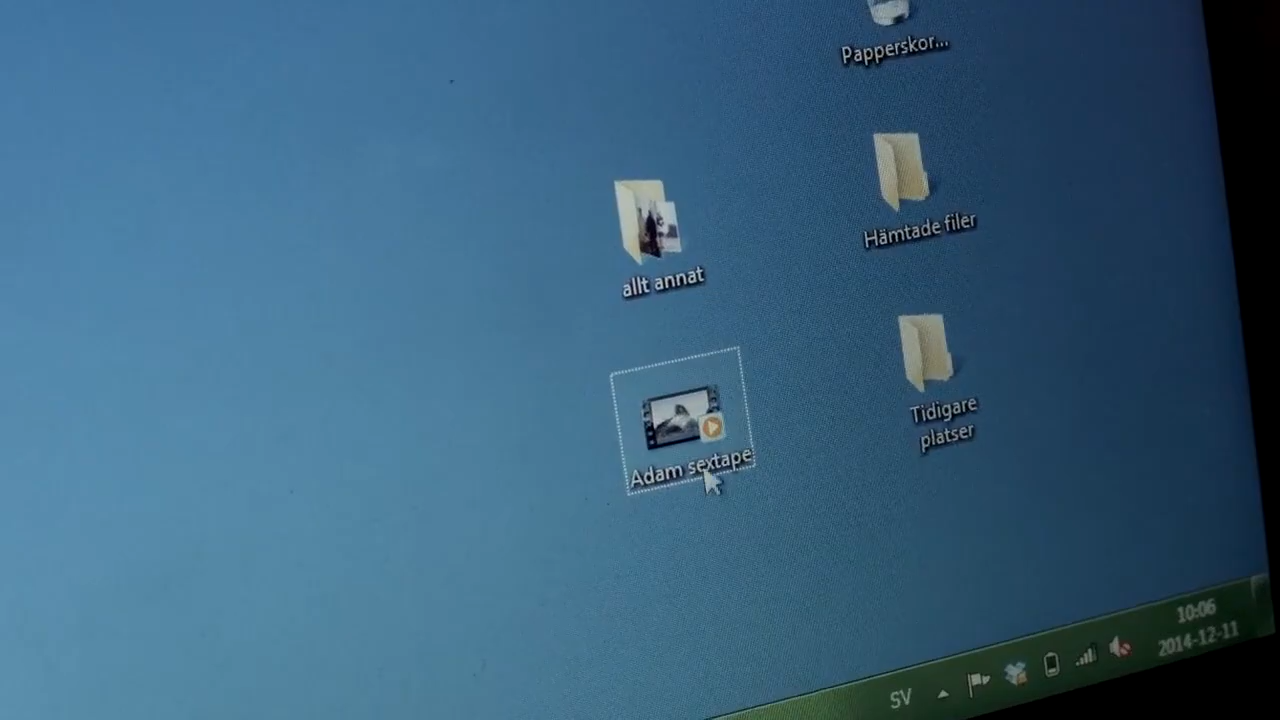 Papperskor...
allt annat
Hämtade filer
Adam sextape
Tidigare
platser
SV
10:06
2014-12-11